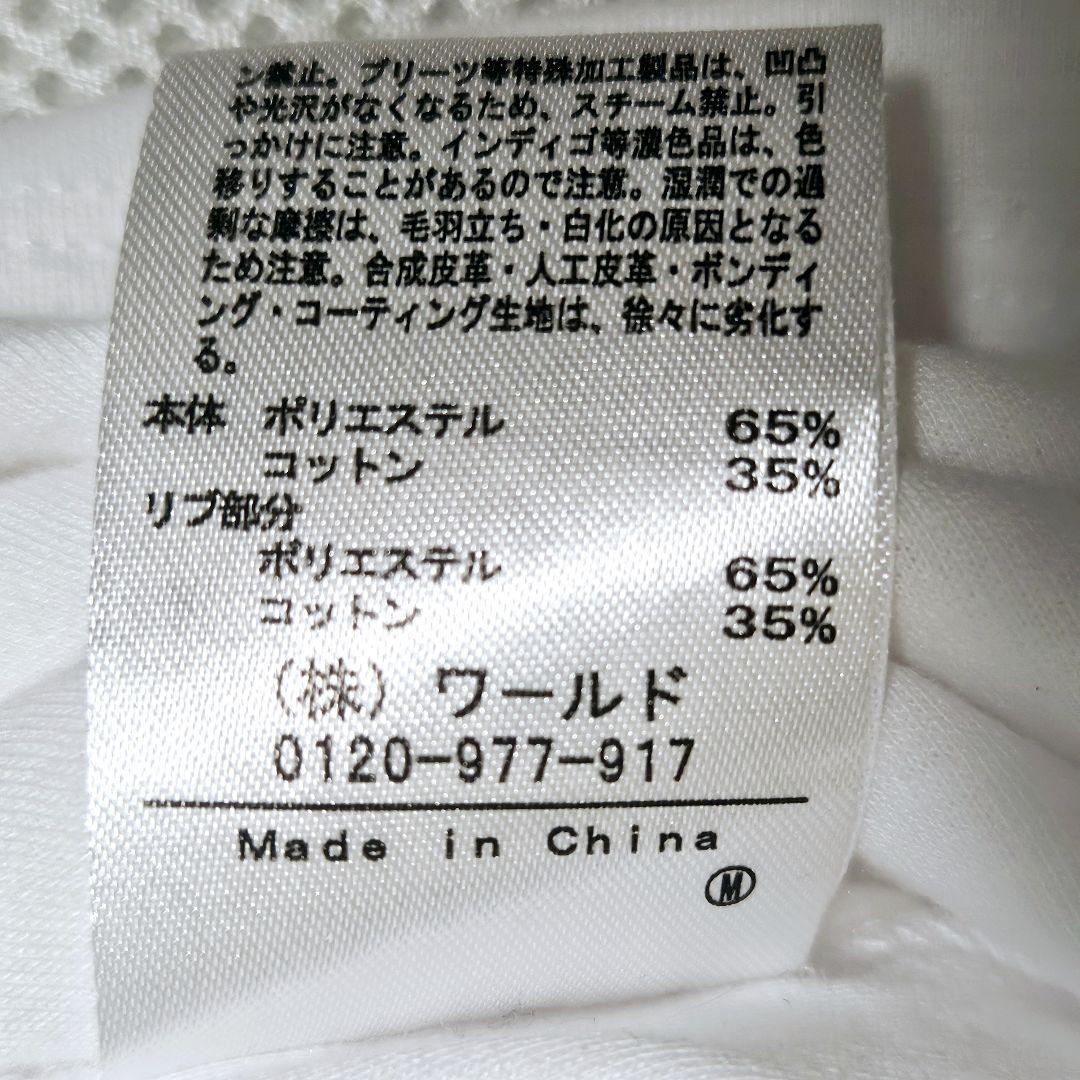 ン禁止。プリーツ等特殊加工製品は、凹凸
や光沢がなくなるため、スチーム禁止。引
っかけに注意。インディゴ等濃色品は、色
移りすることがあるので注意。湿潤での過
剰な摩擦は、毛羽立ち・白化の原因となる
ため注意。合成皮革・人工皮革・ボンディ
ング・コーティング生地は、徐々に劣化す
る。
本体 ポリエステル 65%
コットン 35%
リブ部分
ポリエステル 65%
コットン 35%
(株) ワールド
0120-977-917
Made in China
M